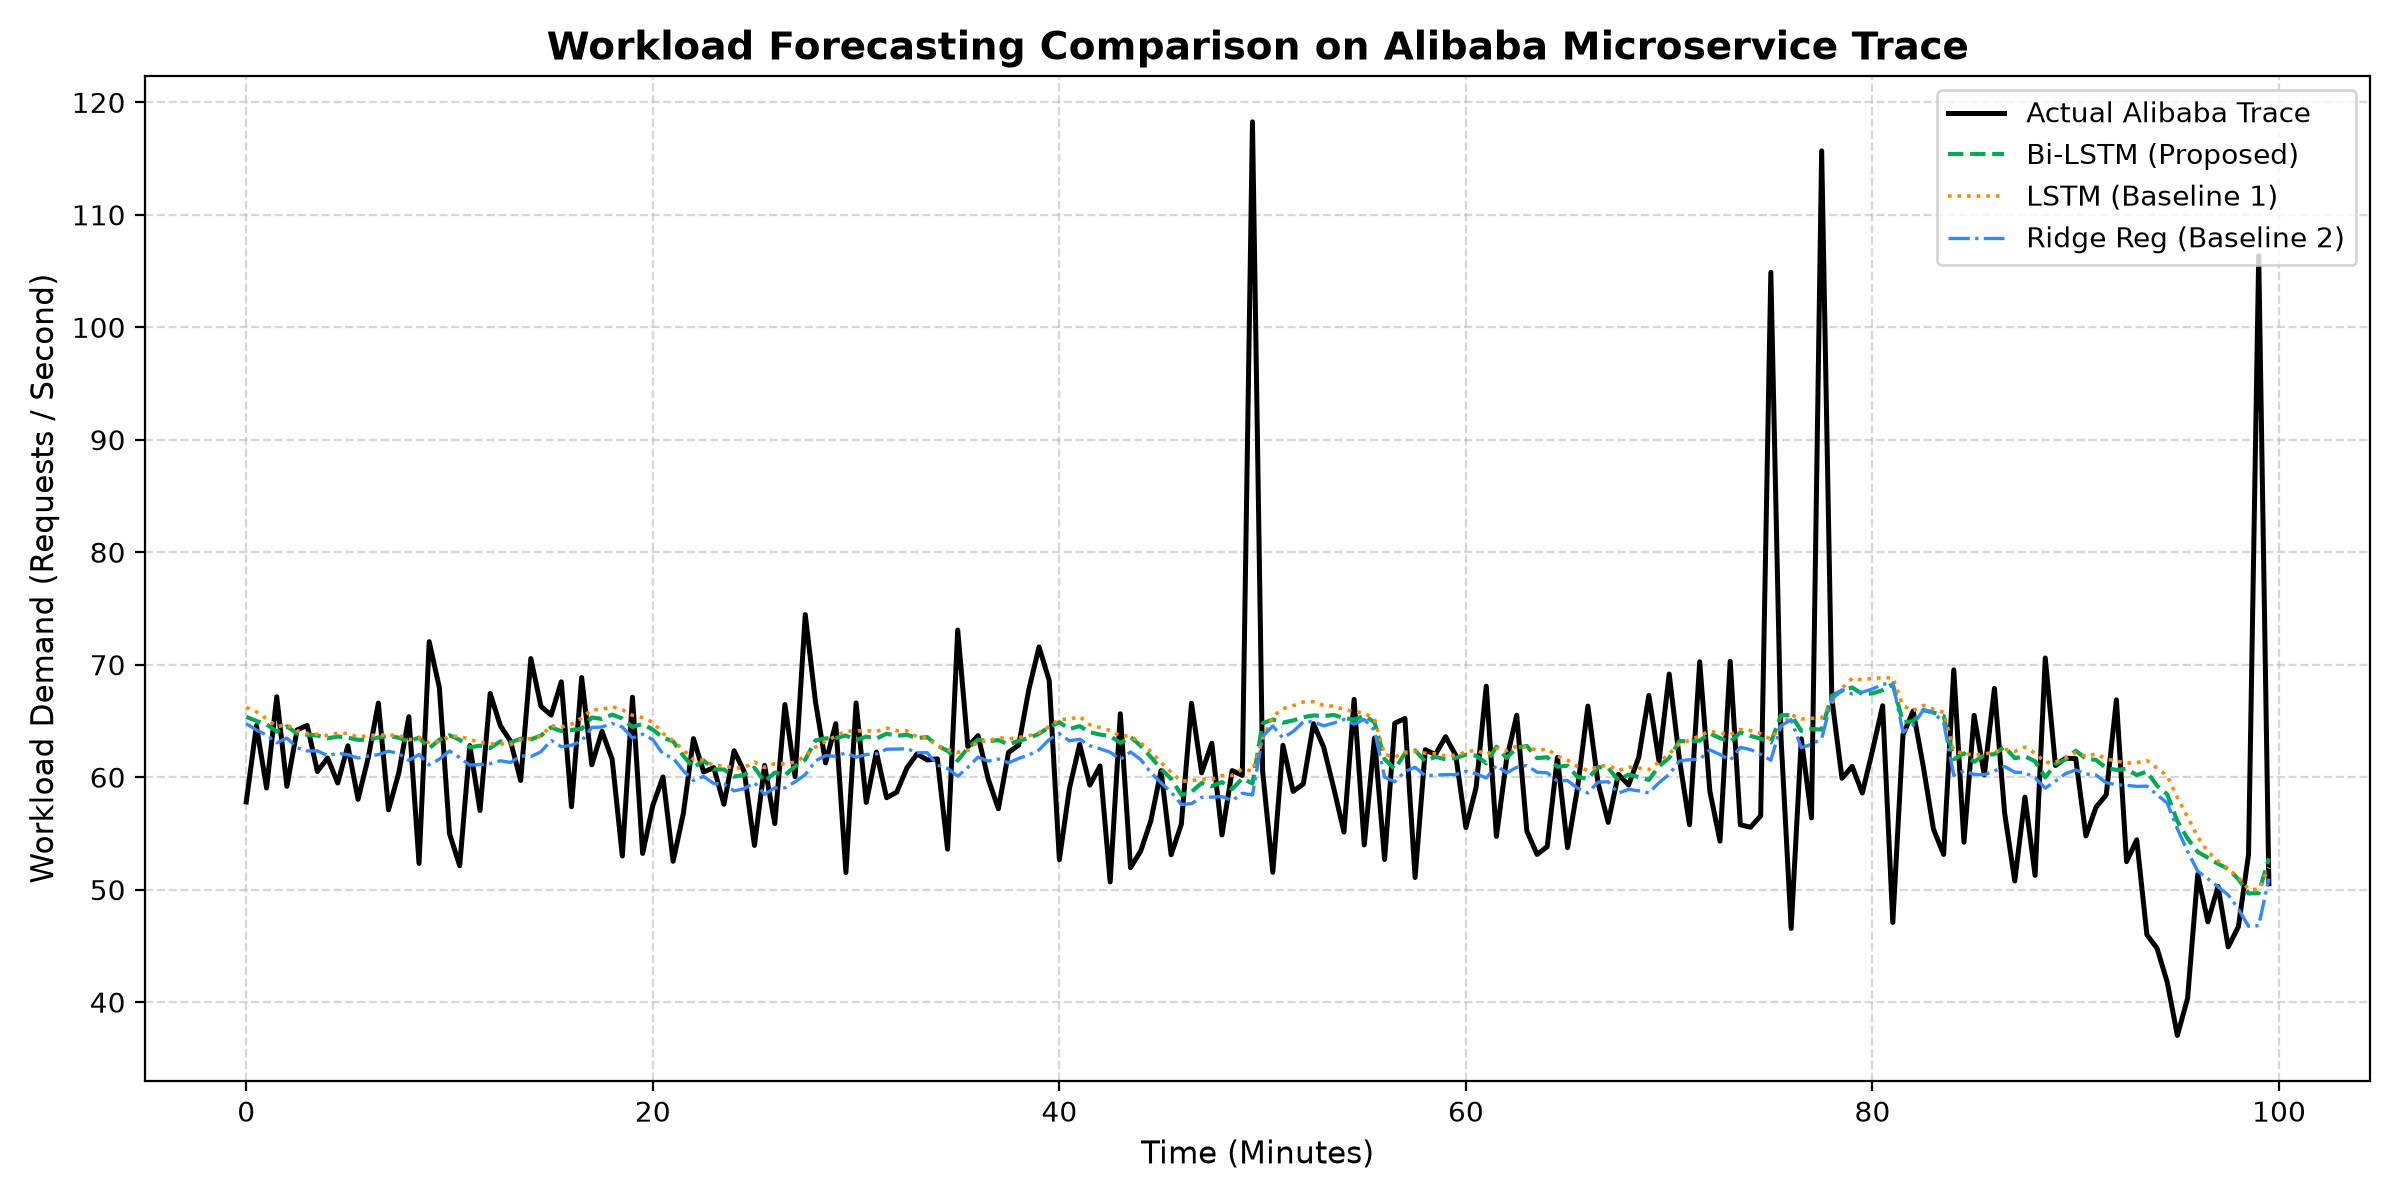 Workload Forecasting Comparison on Alibaba Microservice Trace
Workload Demand (Requests / Second)
120
110
100
90
80
70
60
50
40
Actual Alibaba Trace
Bi-LSTM (Proposed)
LSTM (Baseline 1)
Ridge Reg (Baseline 2)
0
20
40
60
80
100
Time (Minutes)